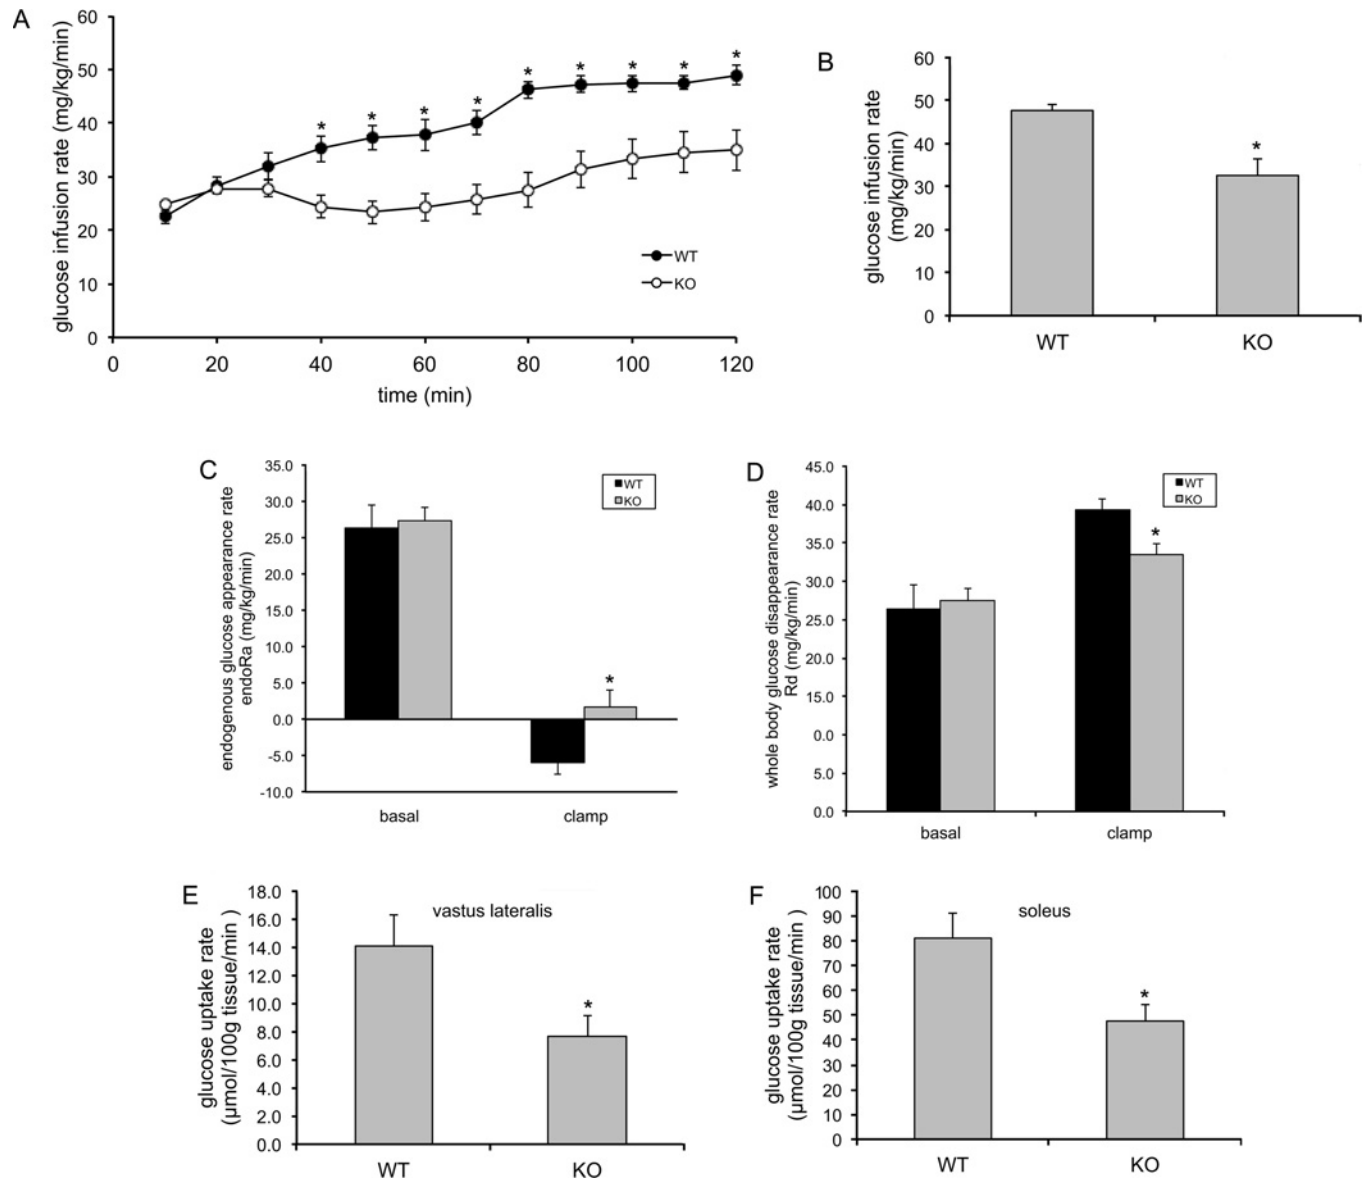 A
glucose infusion rate (mg/kg/min)
60
50
40
30
20
10
0
* * * * * * * * *
WT
KO
0 20 40 60 80 100 120
time (min)
B
glucose infusion rate
(mg/kg/min)
60
50
40
30
20
10
0
*
WT KO
C
endogenous glucose appearance rate
endoRa (mg/kg/min)
35.0
30.0
25.0
20.0
15.0
10.0
5.0
0.0
-5.0
-10.0
WT
KO
*
basal clamp
D
whole body glucose disappearance rate
Rd (mg/kg/min)
45.0
40.0
35.0
30.0
25.0
20.0
15.0
0.0
5.0
0.0
WT
KO
*
basal clamp
E
glucose uptake rate
(µmol/100g tissue/min )
18.0
16.0
14.0
12.0
10.0
8.0
6.0
4.0
2.0
0.0
vastus lateralis
*
WT KO
F
glucose uptake rate
(µmol/100g tissue/min )
100
90
80
70
60
50
40
30
20
10
0
soleus
*
WT KO